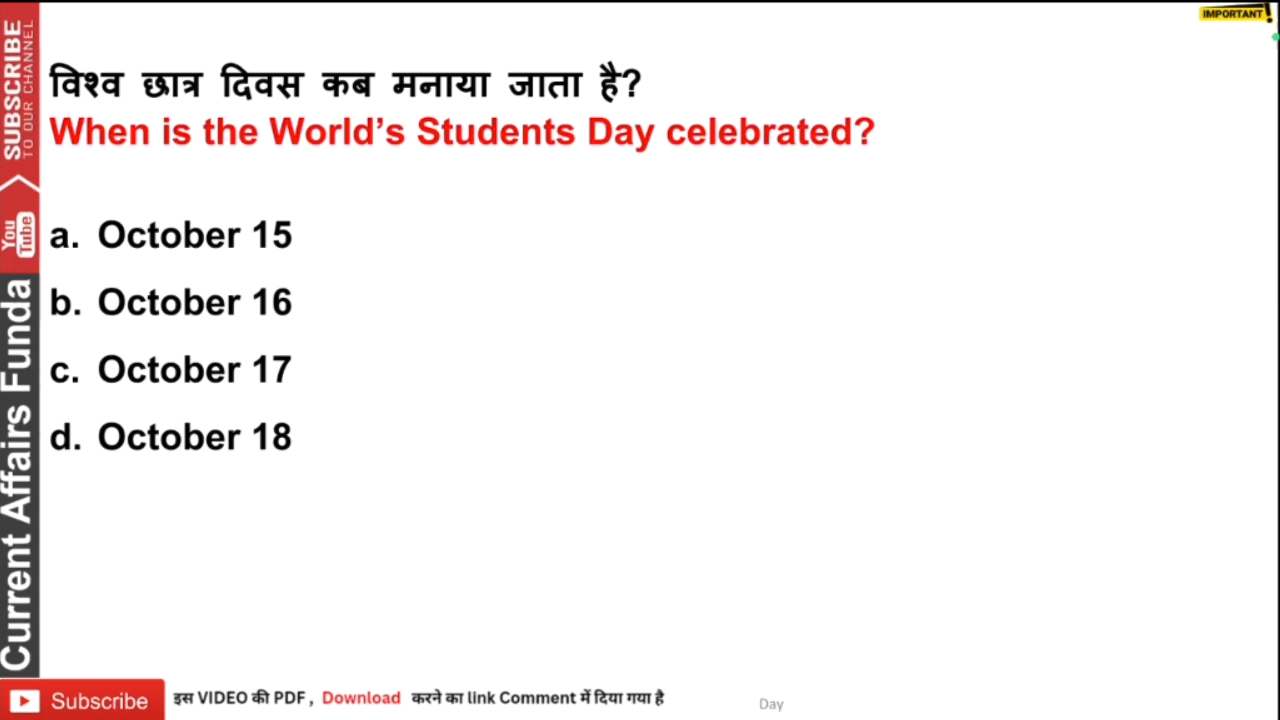 IMPORTANT!
विश्व छात्र दिवस कब मनाया जाता है?
When is the World’s Students Day celebrated?
a. October 15
b. October 16
c. October 17
d. October 18
SUBSCRIBE
TO OUR CHANNEL
You Tube
Current Affairs Funda
Subscribe
इस VIDEO की PDF , Download करने का link Comment में दिया गया है
Day